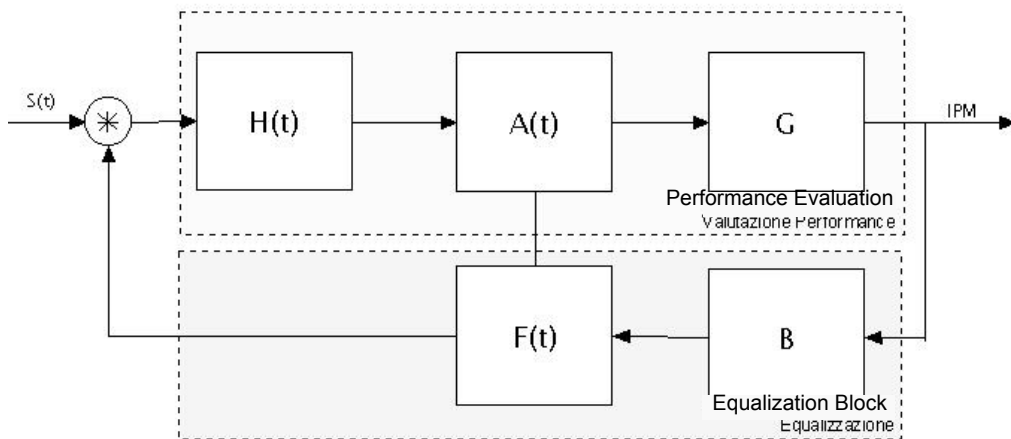 S(t)
H(t)
A(t)
G
IPM
Performance Evaluation
Valutazione Performance
F(t)
B
Equalization Block
Equalizzazione